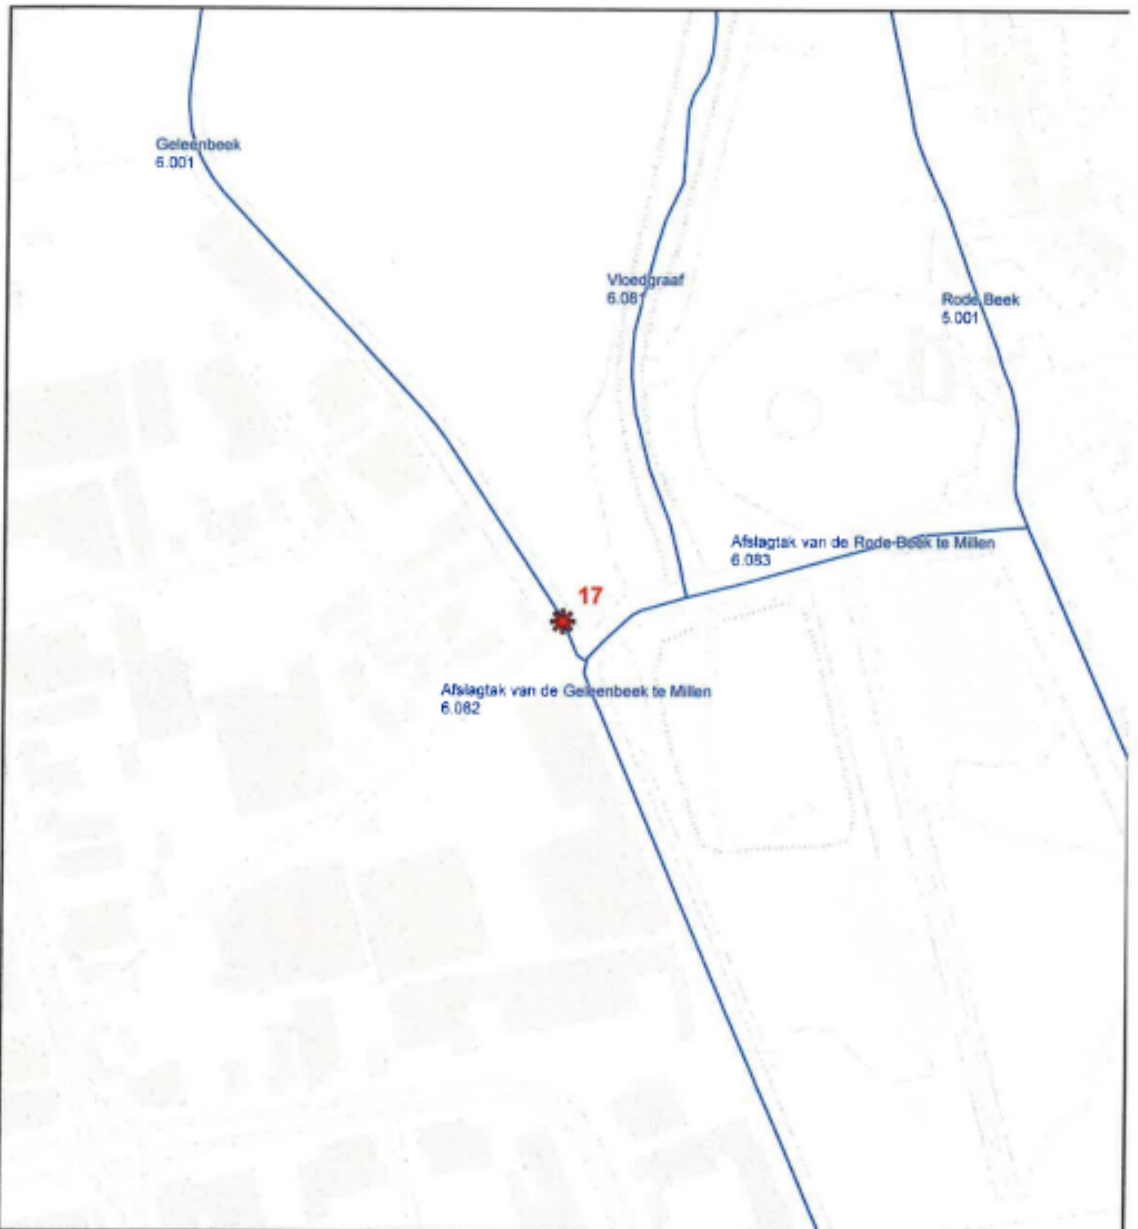 Geleenbeek
6.001
Vloedgraaf
6.081
Rode Beek
5.001
Afslagtak van de Rode-Beek te Millen
6.083
17
Afslagtak van de Geleenbeek te Millen
6.082